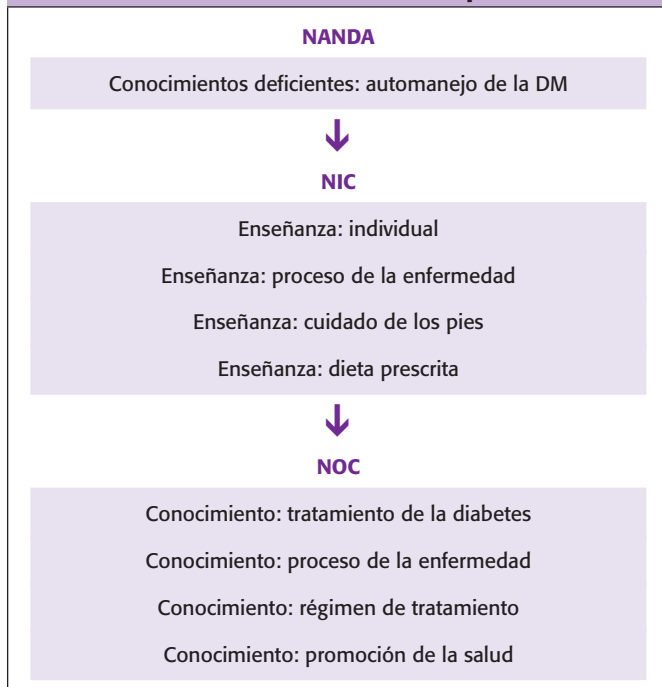 NANDA
Conocimientos deficientes: automanejo de la DM
NIC
Enseñanza: individual
Enseñanza: proceso de la enfermedad
Enseñanza: cuidado de los pies
Enseñanza: dieta prescrita
NOC
Conocimiento: tratamiento de la diabetes
Conocimiento: proceso de la enfermedad
Conocimiento: régimen de tratamiento
Conocimiento: promoción de la salud